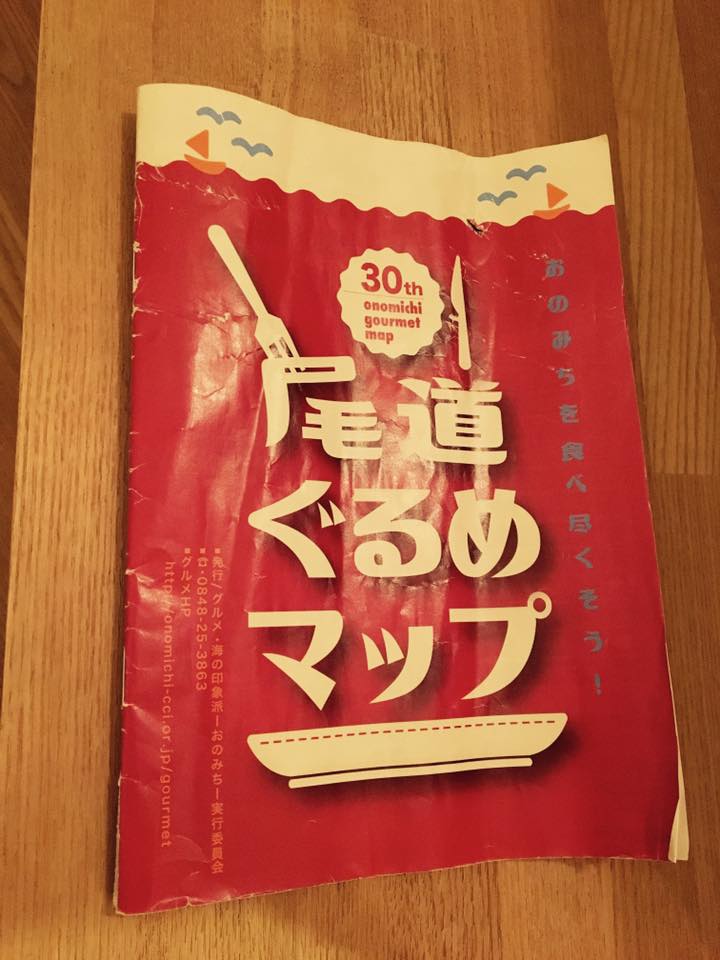 30th
onomichi
gourmet
map
尾道
ぐるめ
マップ
おのみちを食べ尽くそう!
■発行/グルメ・海の印象派ーおのみちー実行委員会
■☎・0848-25-3863
■グルメHP
http://onomichi-cci.or.jp/gourmet